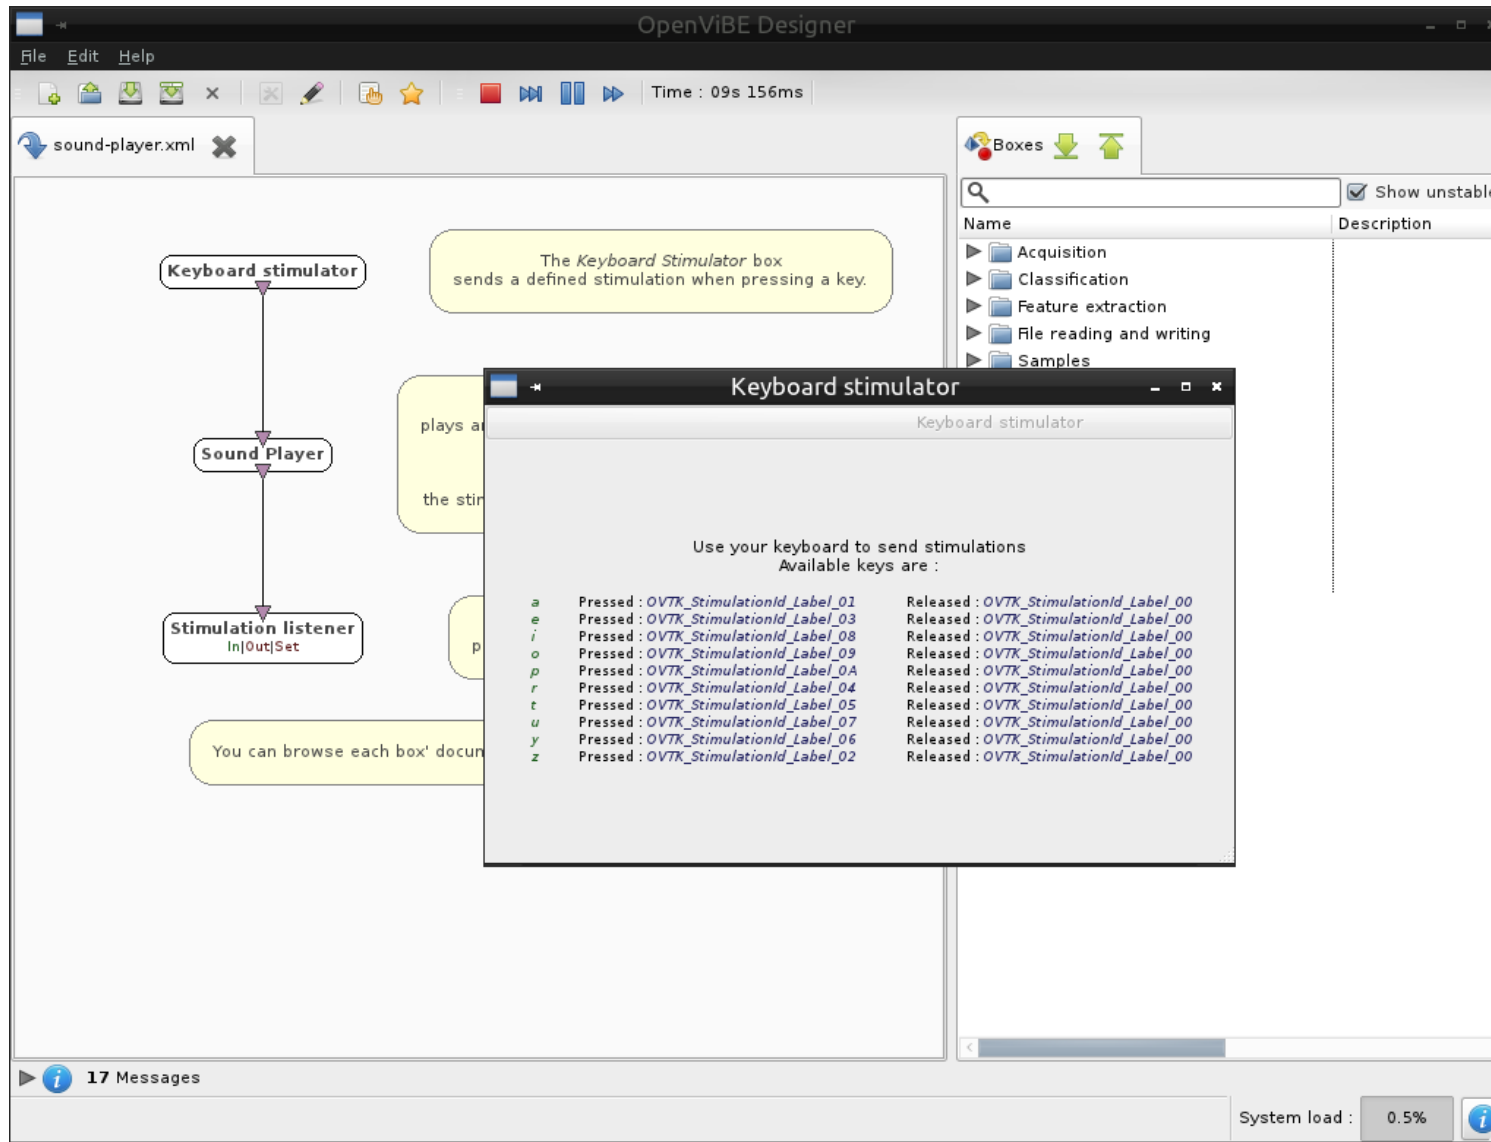 OpenViBE Designer
File Edit Help
Time : 09s 156ms
sound-player.xml
Boxes
Show unstable
Name Description
Acquisition
Classification
Feature extraction
File reading and writing
Samples
Keyboard stimulator
The Keyboard Stimulator box
sends a defined stimulation when pressing a key.
plays
Sound Player
the
Stimulation listener
In|Out|Set
You can browse each box'
Keyboard stimulator
Keyboard stimulator
Use your keyboard to send stimulations
Available keys are :
a Pressed : OVTK_StimulationId_Label_01 Released : OVTK_StimulationId_Label_00
e Pressed : OVTK_StimulationId_Label_03 Released : OVTK_StimulationId_Label_00
i Pressed : OVTK_StimulationId_Label_08 Released : OVTK_StimulationId_Label_00
o Pressed : OVTK_StimulationId_Label_09 Released : OVTK_StimulationId_Label_00
p Pressed : OVTK_StimulationId_Label_0A Released : OVTK_StimulationId_Label_00
r Pressed : OVTK_StimulationId_Label_04 Released : OVTK_StimulationId_Label_00
t Pressed : OVTK_StimulationId_Label_05 Released : OVTK_StimulationId_Label_00
u Pressed : OVTK_StimulationId_Label_07 Released : OVTK_StimulationId_Label_00
y Pressed : OVTK_StimulationId_Label_06 Released : OVTK_StimulationId_Label_00
z Pressed : OVTK_StimulationId_Label_02 Released : OVTK_StimulationId_Label_00
17 Messages
System load : 0.5%